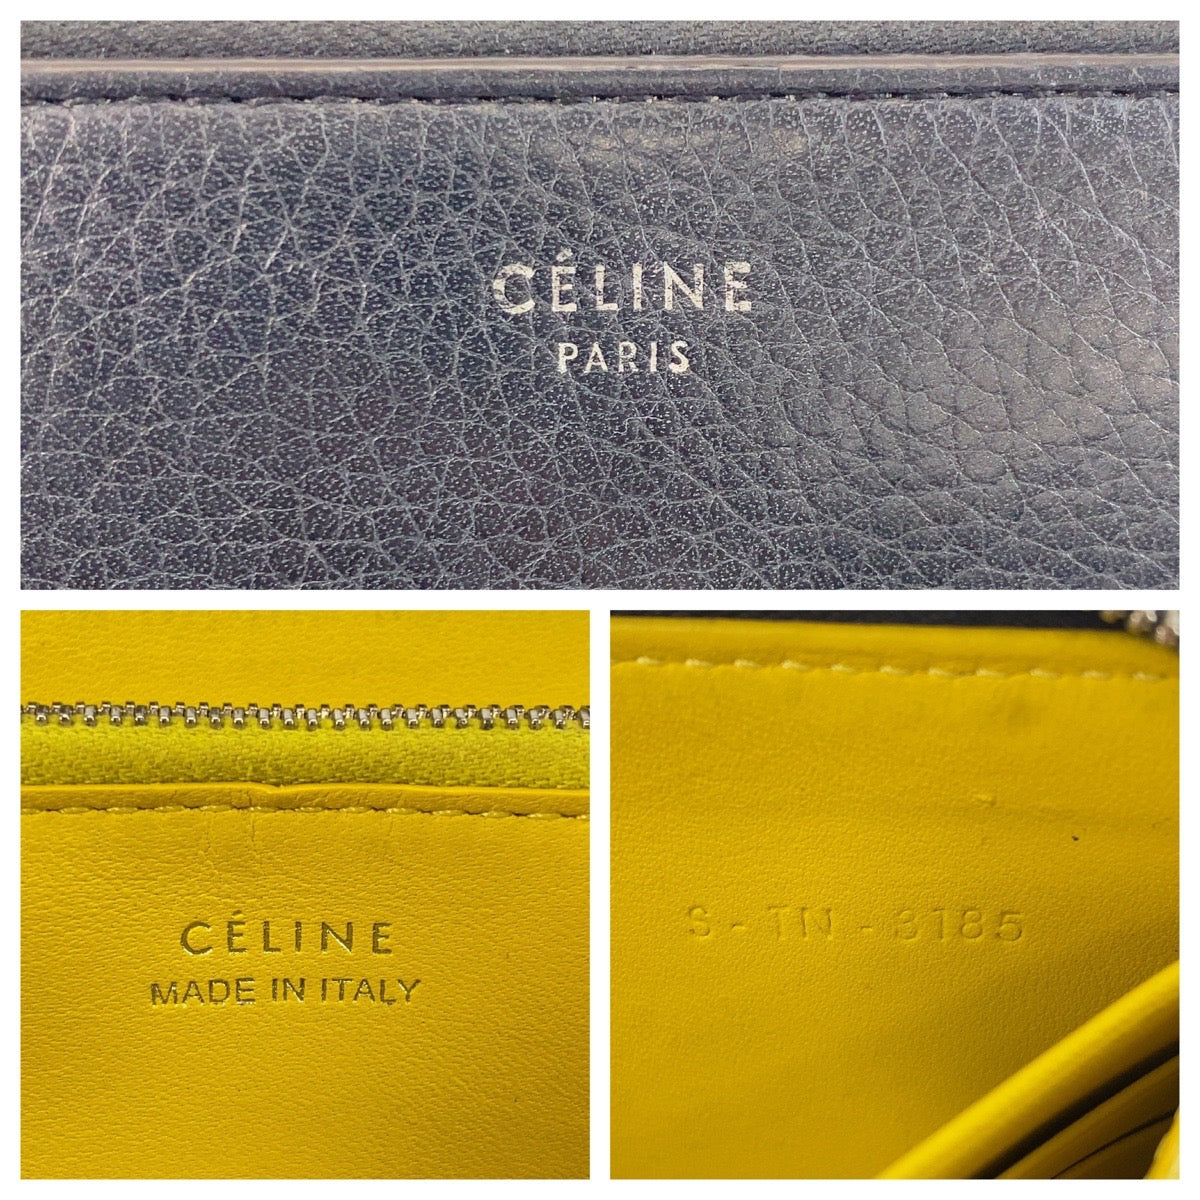 CÉLINE
PARIS
CÉLINE
MADE IN ITALY
S-TN-3185